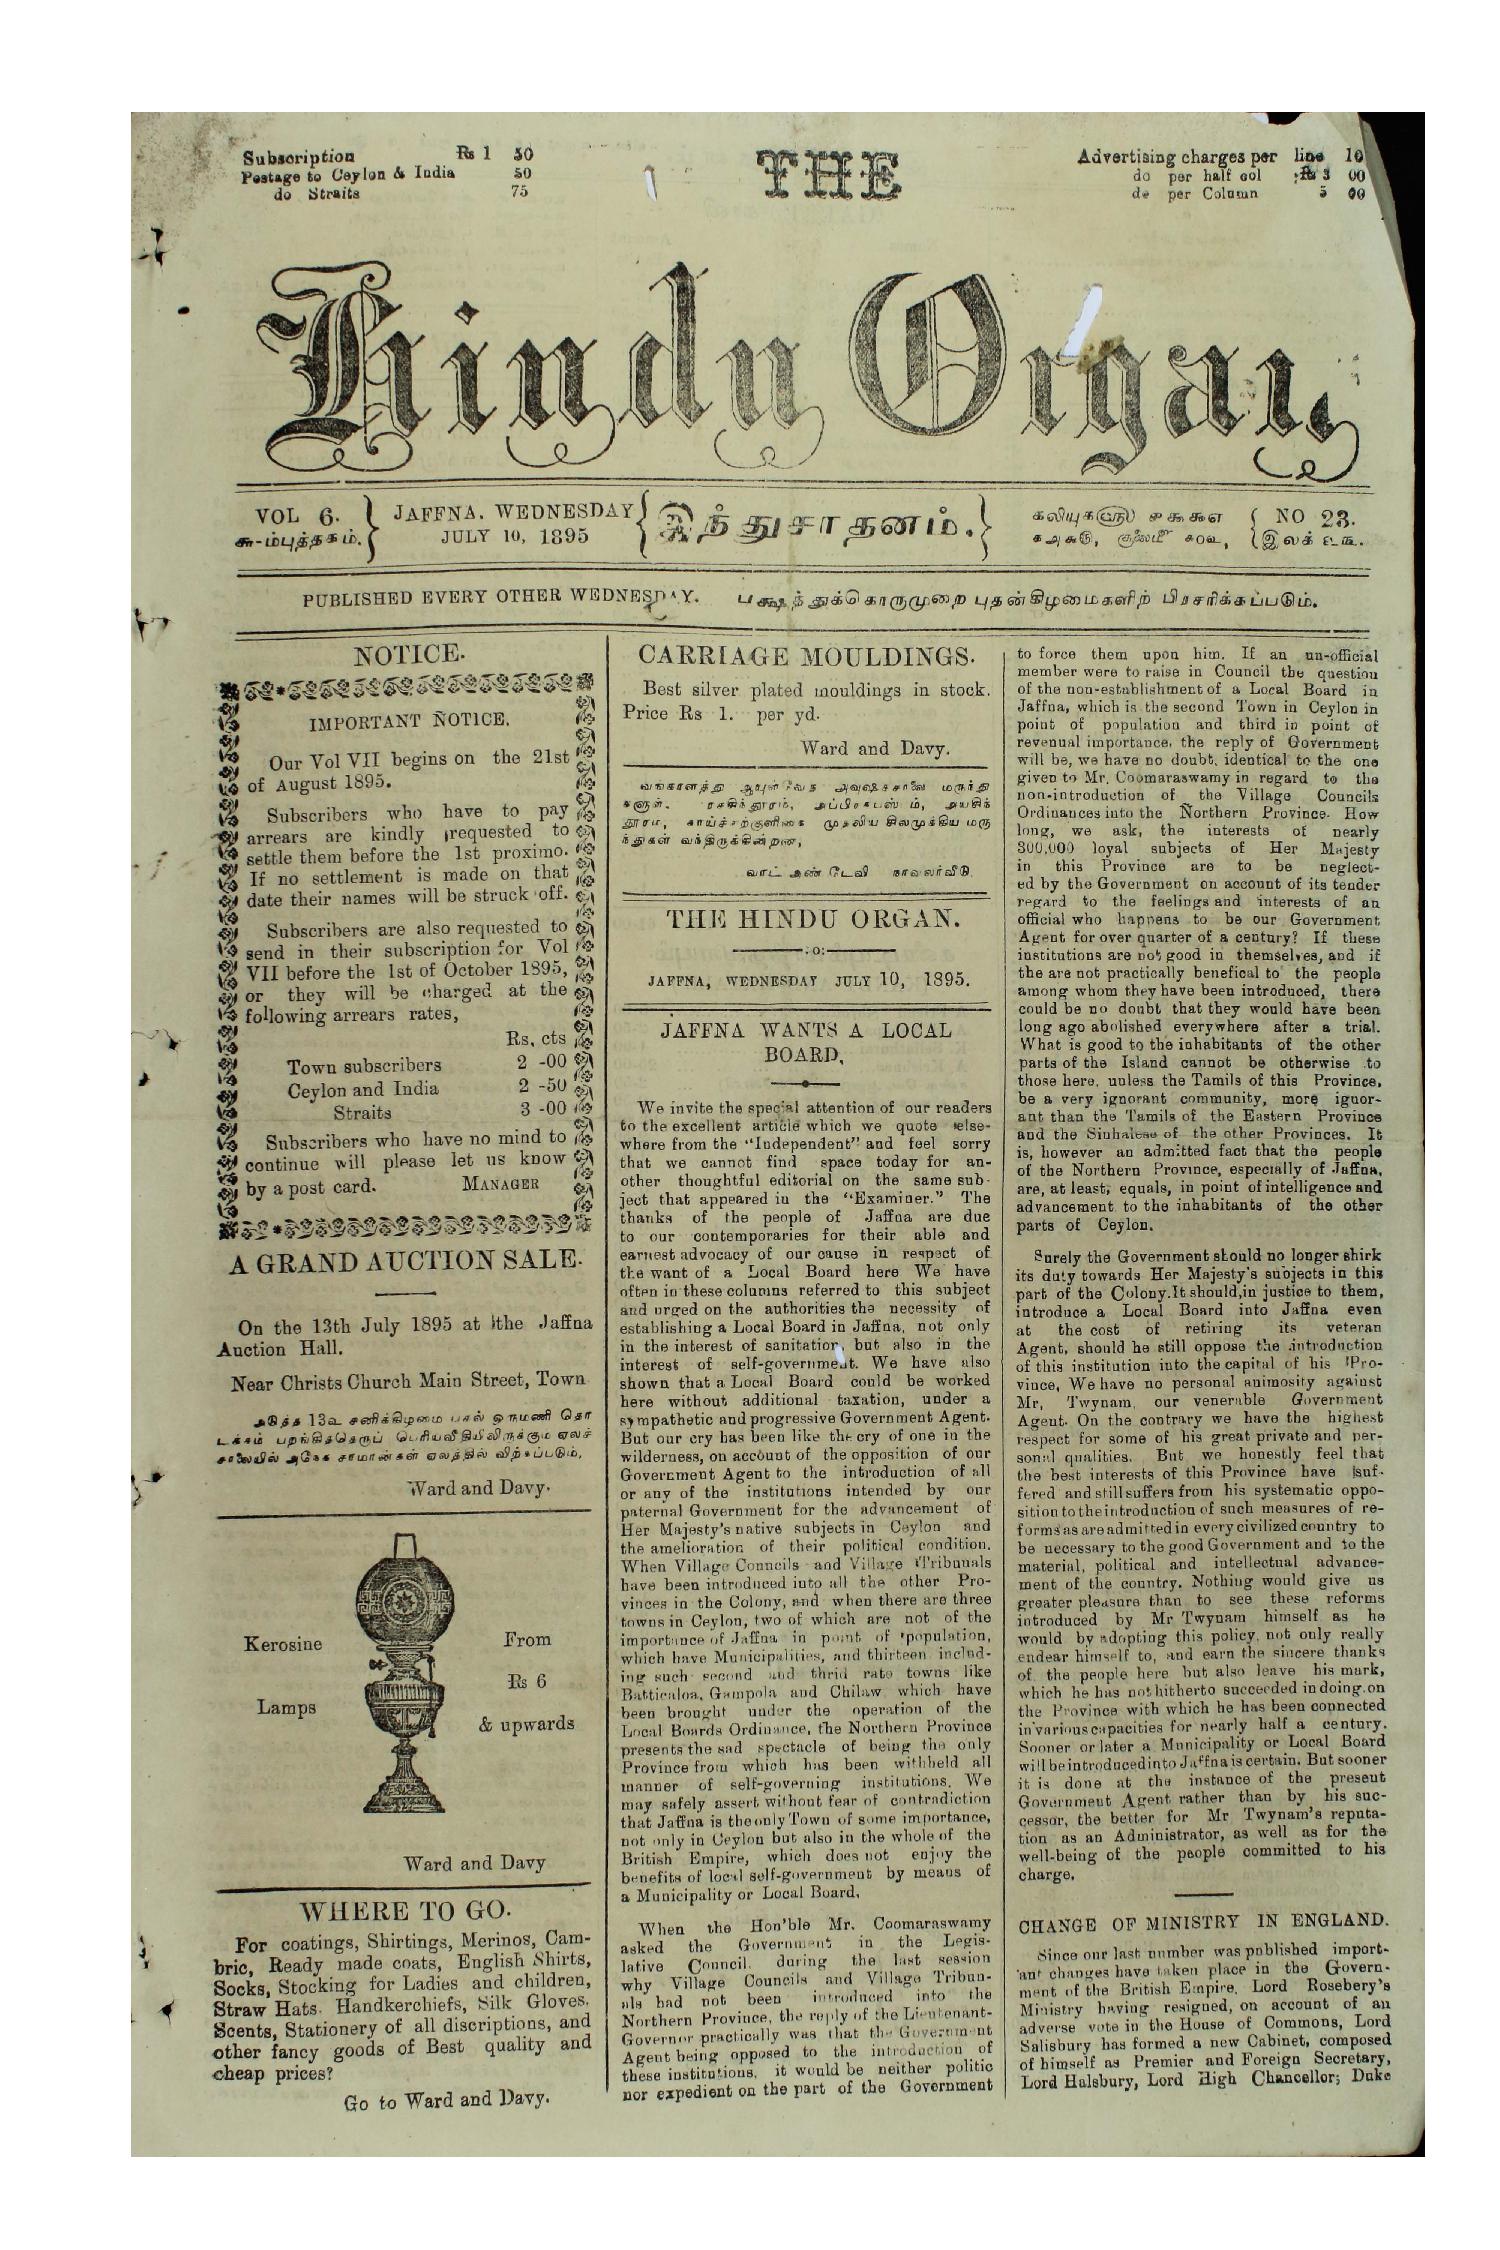 Subscription Rs 1 50
Postage to Ceylon & India 50
do Straits 75
THE
Advertising charges per line 10
do per half col Rs 3 00
do per Column 5 00
Hindu Organ
VOL 6.
JAFFNA. WEDNESDAY
JULY 10, 1895
இந்துசாதனம்.
NO 23.
PUBLISHED EVERY OTHER WEDNESDAY. பக்ஷத்துக்கொருமுறை புதன்கிழமைகளிற் பிரசரிக்கப்படும்.
NOTICE.
IMPORTANT NOTICE.
Our Vol VII begins on the 21st
of August 1895.
Subscribers who have to pay
arrears are kindly requested to
settle them before the 1st proximo.
If no settlement is made on that
date their names will be struck off.
Subscribers are also requested to
send in their subscription for Vol
VII before the 1st of October 1895,
or they will be charged at the
following arrears rates,
Rs, cts
Town subscribers 2 -00
Ceylon and India 2 -50
Straits 3 -00
Subscribers who have no mind to
continue will please let us know
by a post card. MANAGER
A GRAND AUCTION SALE.
On the 13th July 1895 at the Jaffna
Auction Hall.
Near Christs Church Main Street, Town
அடுத்த 13உ சனிக்கிழமை பகல் ஒருமணி தொ
டக்கம் பறங்கித்தெருப் பெரியவீதியிலிருக்கும் ஏலச்
சாலையில் அநேக சாமான்கள் ஏலத்தில் விற்கப்படும்,
Ward and Davy.
Kerosine
Lamps
From
Rs 6
& upwards
Ward and Davy
WHERE TO GO.
For coatings, Shirtings, Merinos, Cam-
bric, Ready made coats, English Shirts,
Socks, Stocking for Ladies and children,
Straw Hats. Handkerchiefs, Silk Gloves,
Scents, Stationery of all discriptions, and
other fancy goods of Best quality and
cheap prices?
Go to Ward and Davy.
CARRIAGE MOULDINGS.
Best silver plated mouldings in stock.
Price Rs 1. per yd.
Ward and Davy.
வாட் அண் டேவி நாவலர்வீடு
THE HINDU ORGAN.
:o:
JAFFNA, WEDNESDAY JULY 10, 1895.
JAFFNA WANTS A LOCAL
BOARD,
We invite the special attention of our readers
to the excellent article which we quote else-
where from the "Independent" and feel sorry
that we cannot find space today for an-
other thoughtful editorial on the same sub-
ject that appeared in the "Examiner." The
thanks of the people of Jaffna are due
to our contemporaries for their able and
earnest advocacy of our cause in respect of
the want of a Local Board here We have
often in these columns referred to this subject
and urged on the authorities the necessity of
establishing a Local Board in Jaffna, not only
in the interest of sanitation, but also in the
interest of self-government. We have also
shown that a Local Board could be worked
here without additional taxation, under a
sympathetic and progressive Government Agent.
But our cry has been like the cry of one in the
wilderness, on account of the opposition of our
Government Agent to the introduction of all
or any of the institutions intended by our
paternal Government for the advancement of
Her Majesty's native subjects in Ceylon and
the amelioration of their political condition.
When Village Conncils and Village Tribunals
have been introduced into all the other Pro-
vinces in the Colony, and when there are three
towns in Ceylon, two of which are not of the
importance of Jaffna in point of population,
which have Municipalities, and thirteen includ-
ing such second and thrid rate towns like
Batticaloa, Gampola and Chilaw, which have
been brought under the operation of the
Local Boards Ordinance, the Northern Province
presents the sad spectacle of being the only
Province from which has been withheld all
manner of self-governing institutions. We
may safely assert without fear of contradiction
that Jaffna is the only Town of some importance,
not only in Ceylon but also in the whole of the
British Empire, which does not enjoy the
benefits of local self-government by means of
a Municipality or Local Board.
When the Hon'ble Mr. Coomaraswamy
asked the Government in the Legis-
lative Council, during the last session
why Village Councils and Village Tribun-
als had not been introduced into the
Northern Province, the reply of the Lieutenant-
Governor practically was that the Government
Agent being opposed to the introduction of
these institutions, it would be neither politic
nor expedient on the part of the Government
to force them upon him. If an un-official
member were to raise in Council the question
of the non-establishment of a Local Board in
Jaffna, which is the second Town in Ceylon in
point of population and third in point of
revenual importance, the reply of Government
will be, we have no doubt, identical to the one
given to Mr. Coomaraswamy in regard to the
non-introduction of the Village Councils
Ordinances into the Northern Province. How
long, we ask, the interests of nearly
300,000 loyal subjects of Her Majesty
in this Province are to be neglect-
ed by the Government on account of its tender
regard to the feelings and interests of an
official who happens to be our Government
Agent for over quarter of a century? If these
institutions are not good in themselves, and if
the are not practically benefical to the people
among whom they have been introduced, there
could be no doubt that they would have been
long ago abolished everywhere after a trial.
What is good to the inhabitants of the other
parts of the Island cannot be otherwise to
those here, unless the Tamils of this Province,
be a very ignorant community, more ignor-
ant than the Tamils of the Eastern Province
and the Sinhalese of the other Provinces. It
is, however an admitted fact that the people
of the Northern Province, especially of Jaffna,
are, at least, equals, in point of intelligence and
advancement to the inhabitants of the other
parts of Ceylon.
Surely the Government should no longer shirk
its duty towards Her Majesty's subjects in this
part of the Colony. It should, in justice to them,
introduce a Local Board into Jaffna even
at the cost of retiring its veteran
Agent, should he still oppose the introduction
of this institution into the capital of his Pro-
vince, We have no personal animosity against
Mr, Twynam, our venerable Government
Agent. On the contrary we have the highest
respect for some of his great private and per-
sonal qualities. But we honestly feel that
the best interests of this Province have suf-
fered and still suffers from his systematic oppo-
sition to the introduction of such measures of re-
forms as are admitted in every civilized country to
be necessary to the good Government and to the
material, political and intellectual advance-
ment of the country. Nothing would give us
greater pleasure than to see these reforms
introduced by Mr Twynam himself as he
would by adopting this policy, not only really
endear himself to, and earn the sincere thanks
of, the people here but also leave his mark,
which he has not hitherto succeeded in doing, on
the Province with which he has been connected
in various capacities for nearly half a century.
Sooner or later a Municipality or Local Board
will be introduced into Jaffna is certain. But sooner
it is done at the instance of the present
Government Agent rather than by his suc-
cessor, the better for Mr Twynam's reputa-
tion as an Administrator, as well as for the
well-being of the people committed to his
charge.
CHANGE OF MINISTRY IN ENGLAND.
Since our last number was published import-
ant changes have taken place in the Govern-
ment of the British Empire. Lord Rosebery's
Ministry having resigned, on account of an
adverse vote in the House of Commons, Lord
Salisbury has formed a new Cabinet, composed
of himself as Premier and Foreign Secretary,
Lord Halsbury, Lord High Chancellor; Duke